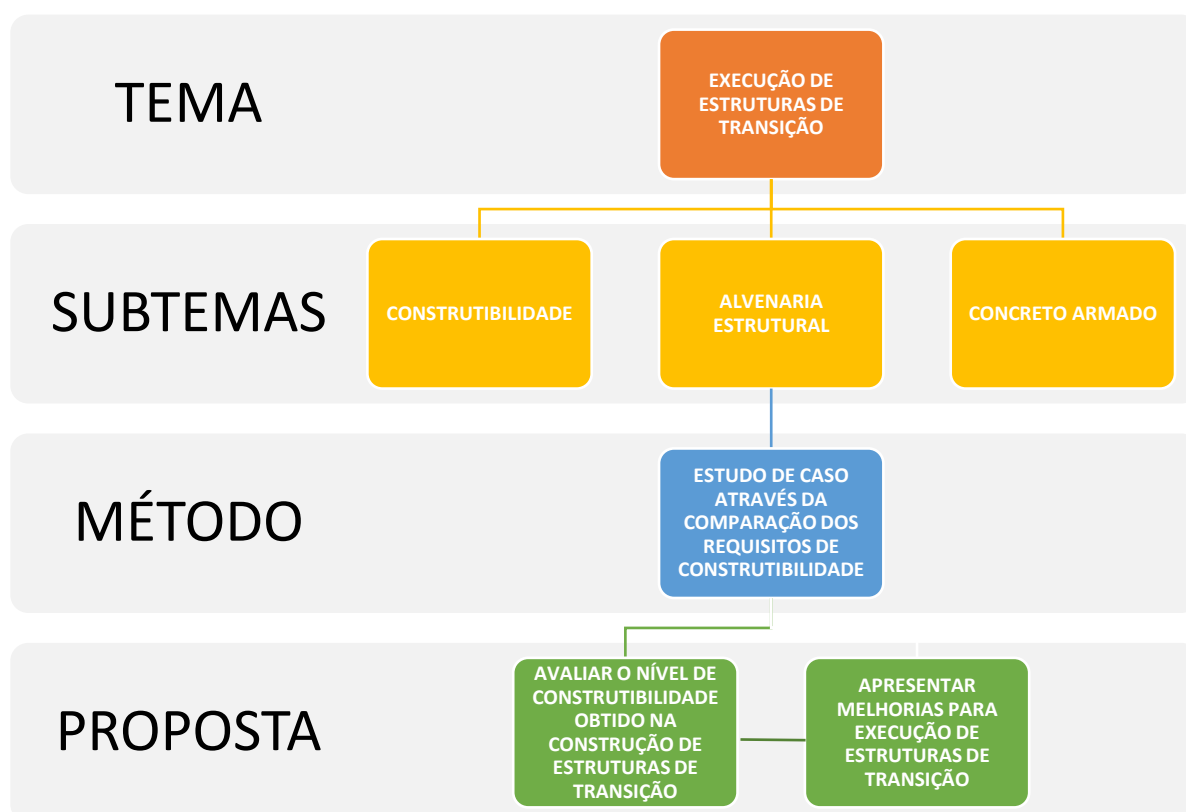 TEMA
EXECUÇÃO DE
ESTRUTURAS DE
TRANSIÇÃO
SUBTEMAS
CONSTRUTIBILIDADE
ALVENARIA
ESTRUTURAL
CONCRETO ARMADO
MÉTODO
ESTUDO DE CASO
ATRAVÉS DA
COMPARAÇÃO DOS
REQUISITOS DE
CONSTRUTIBILIDADE
PROPOSTA
AVALIAR O NÍVEL DE
CONSTRUTIBILIDADE
OBTIDO NA
CONSTRUÇÃO DE
ESTRUTURAS DE
TRANSIÇÃO
APRESENTAR
MELHORIAS PARA
EXECUÇÃO DE
ESTRUTURAS DE
TRANSIÇÃO